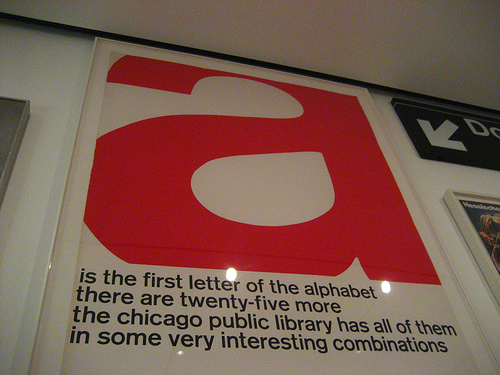 a
is the first letter of the alphabet
there are twenty-five more
the chicago public library has all of them
in some very interesting combinations